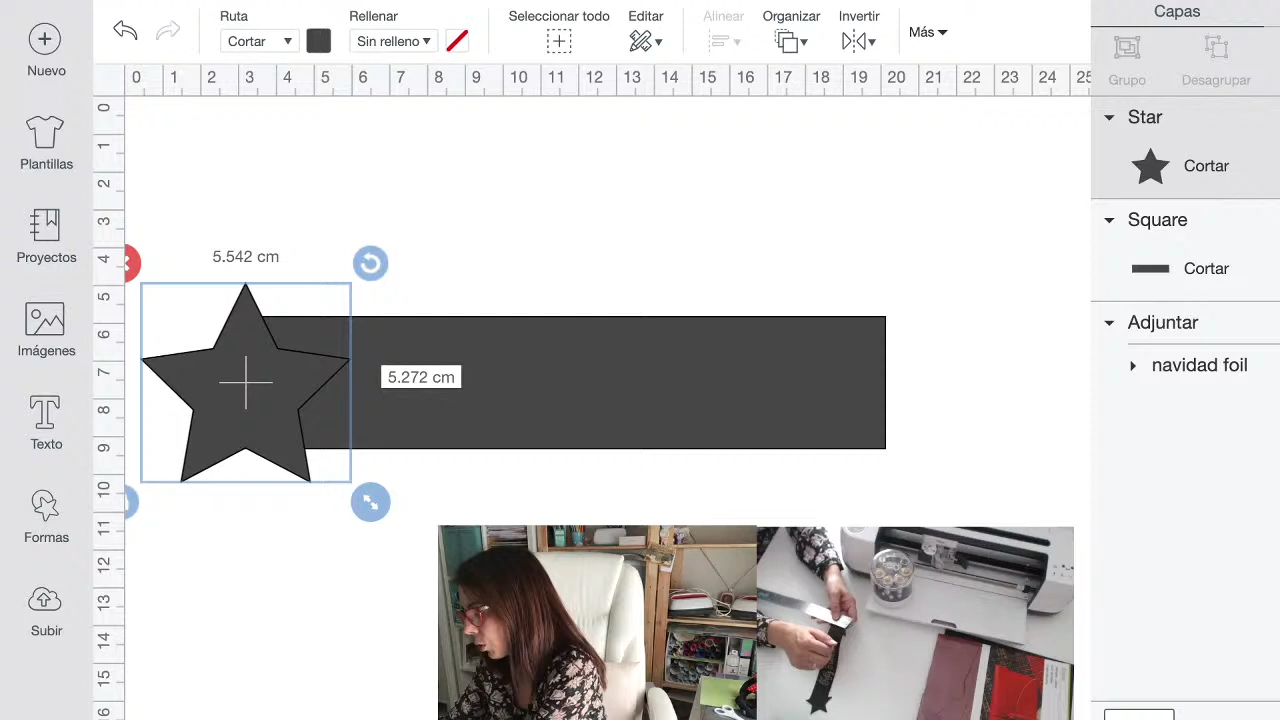 Ruta
Rellenar
Seleccionar todo
Editar
Alinear
Organizar
Invertir
Más
Cortar
Sin relleno
Nuevo
Plantillas
Proyectos
Imágenes
Texto
Formas
Subir
0 1 2 3 4 5 6 7 8 9 10 11 12 13 14 15 16 17 18 19 20 21 22 23 24 25
0
1
2
3
4
5
6
7
8
9
10
11
12
13
14
15
16
5.542 cm
5.272 cm
Capas
Grupo
Desagrupar
Star
Cortar
Square
Cortar
Adjuntar
navidad foil